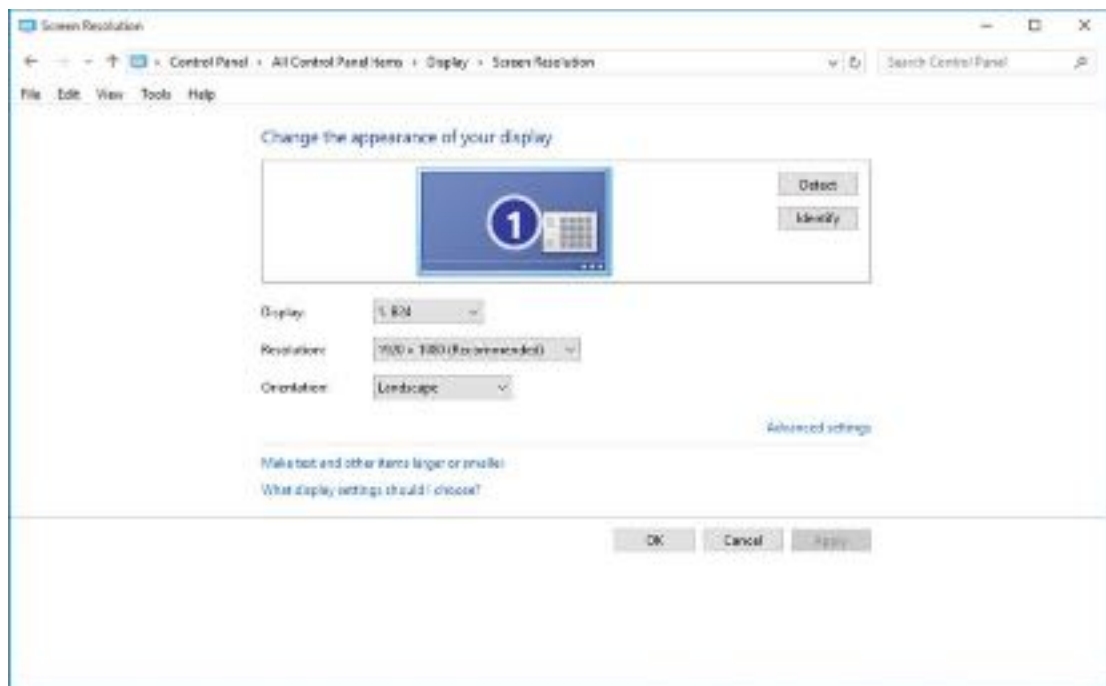 Screen Resolution
Control Panel › All Control Panel Items › Display › Screen Resolution
Search Control Panel
File Edit View Tools Help
Change the appearance of your display
1
Detect
Identify
Display:
Resolution: 1920 × 1080 (Recommended)
Orientation: Landscape
Advanced settings
Make text and other items larger or smaller
What display settings should I choose?
OK Cancel Apply